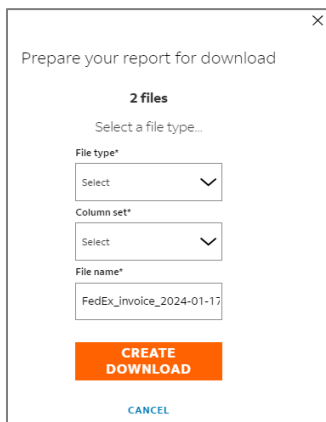 Prepare your report for download
2 files
Select a file type...
File type*
Select
Column set*
Select
File name*
FedEx_invoice_2024-01-17
CREATE
DOWNLOAD
CANCEL